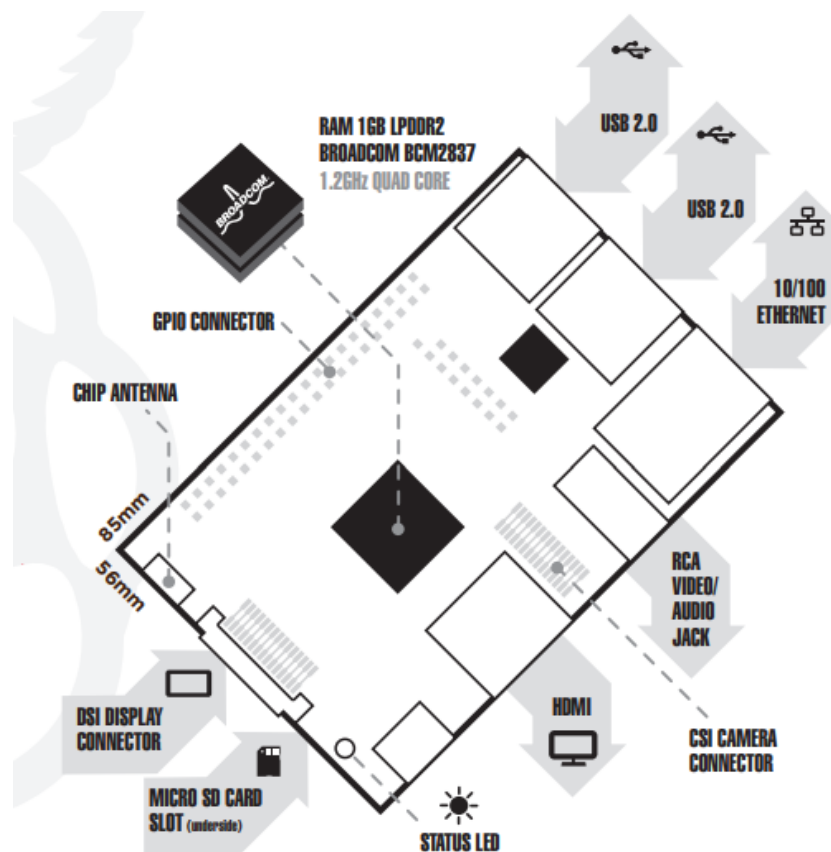 USB 2.0
RAM 1GB LPDDR2
BROADCOM BCM2837
1.2GHz QUAD CORE
BROADCOM
USB 2.0
10/100
ETHERNET
GPIO CONNECTOR
CHIP ANTENNA
85mm
56mm
RCA
VIDEO/
AUDIO
JACK
DSI DISPLAY
CONNECTOR
HDMI
CSI CAMERA
CONNECTOR
MICRO SD CARD
SLOT (underside)
STATUS LED